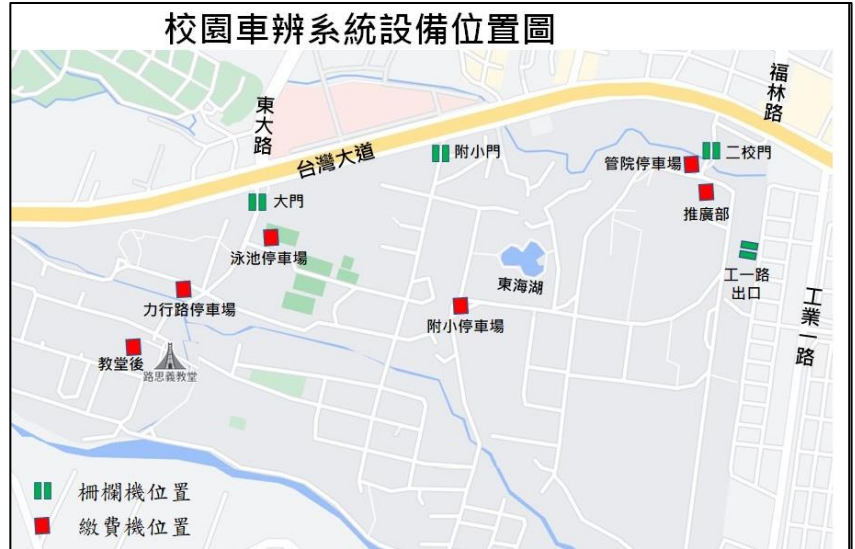 校園車辨系統設備位置圖
福林路
東大路
台灣大道
附小門
二校門
管院停車場
大門
推廣部
泳池停車場
東海湖
工一路
出口
工業一路
力行路停車場
附小停車場
教堂後
路思義教堂
柵欄機位置
繳費機位置